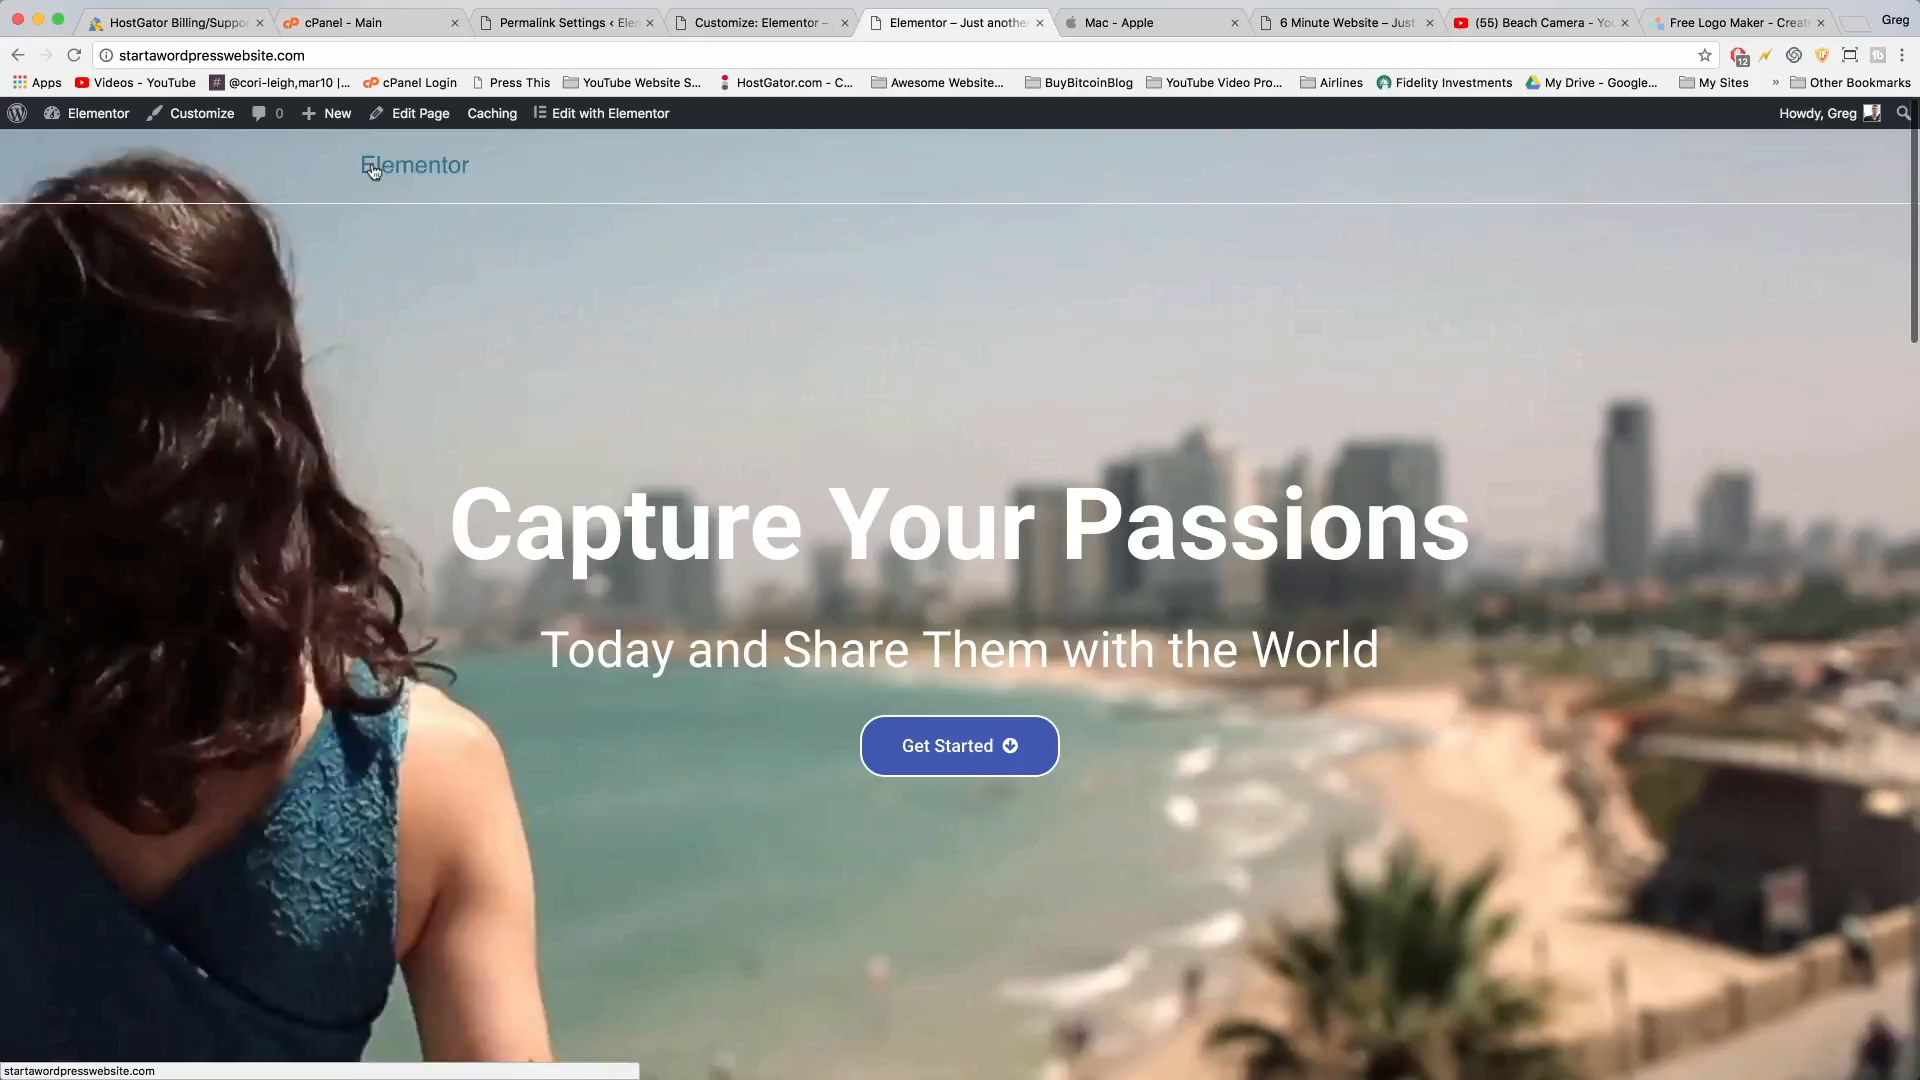 HostGator Billing/Suppor
cPanel - Main
Permalink Settings ‹ Elen
Customize: Elementor –
Elementor – Just anothe
Mac - Apple
6 Minute Website – Just
(55) Beach Camera - You
Free Logo Maker - Creat
Greg
startawordpresswebsite.com
12
Apps
Videos - YouTube
@cori-leigh,mar10 |...
cPanel Login
Press This
YouTube Website S...
HostGator.com - C...
Awesome Website...
BuyBitcoinBlog
YouTube Video Pro...
Airlines
Fidelity Investments
My Drive - Google...
My Sites
»
Other Bookmarks
Elementor
Customize
0
New
Edit Page
Caching
Edit with Elementor
Howdy, Greg
Elementor
Capture Your Passions
Today and Share Them with the World
Get Started
startawordpresswebsite.com